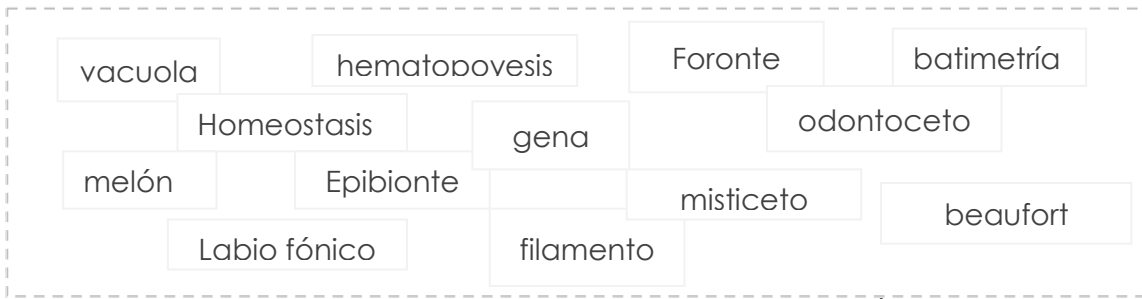 vacuola
hematopoyesis
Foronte
batimetría
Homeostasis
gena
odontoceto
melón
Epibionte
misticeto
beaufort
Labio fónico
filamento